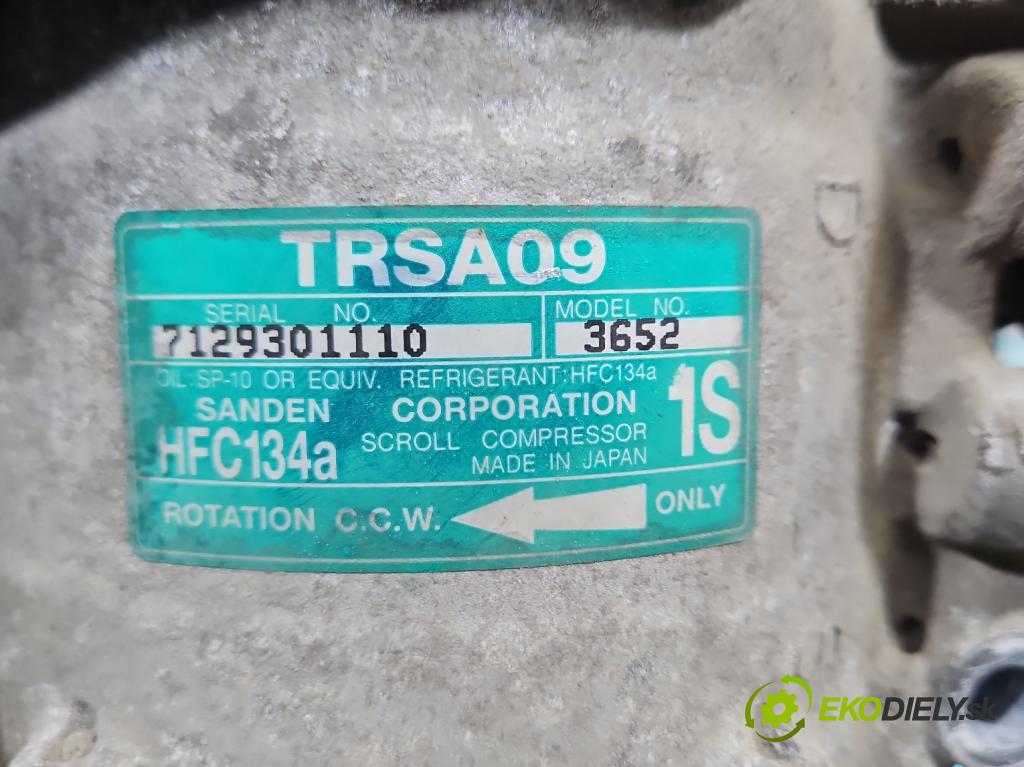 TRSA09
SERIAL NO. MODEL NO.
7129301110 3652
OIL: SP-10 OR EQUIV. REFRIGERANT: HFC134a
SANDEN CORPORATION 1S
HFC134a SCROLL COMPRESSOR
MADE IN JAPAN
ROTATION C.C.W. ONLY
EKODIELY.sk